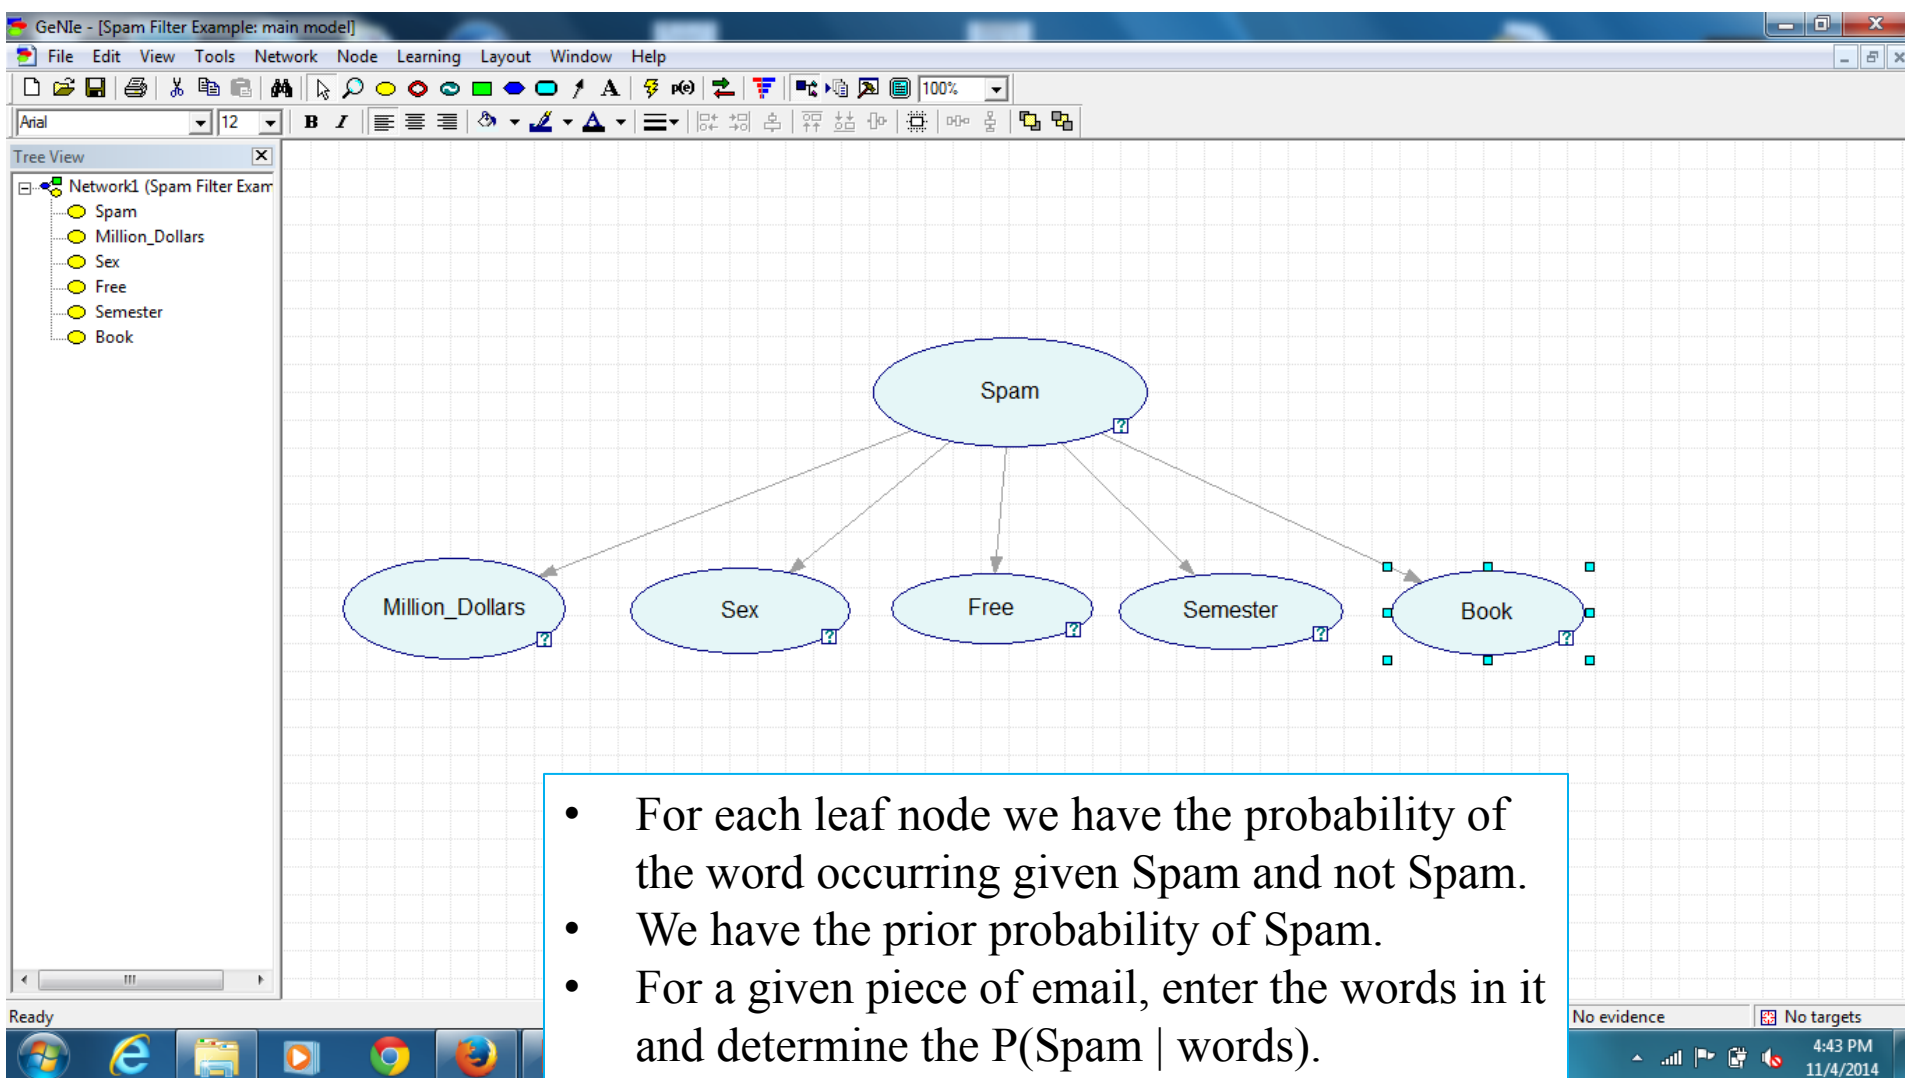 GeNIe - [Spam Filter Example: main model]
File Edit View Tools Network Node Learning Layout Window Help
p(e) 100%
Arial 12 B I
Tree View
Network1 (Spam Filter Exam
Spam
Million_Dollars
Sex
Free
Semester
Book
Spam
Million_Dollars Sex Free Semester Book
• For each leaf node we have the probability of
the word occurring given Spam and not Spam.
• We have the prior probability of Spam.
• For a given piece of email, enter the words in it
and determine the P(Spam | words).
Ready No evidence No targets
4:43 PM
11/4/2014